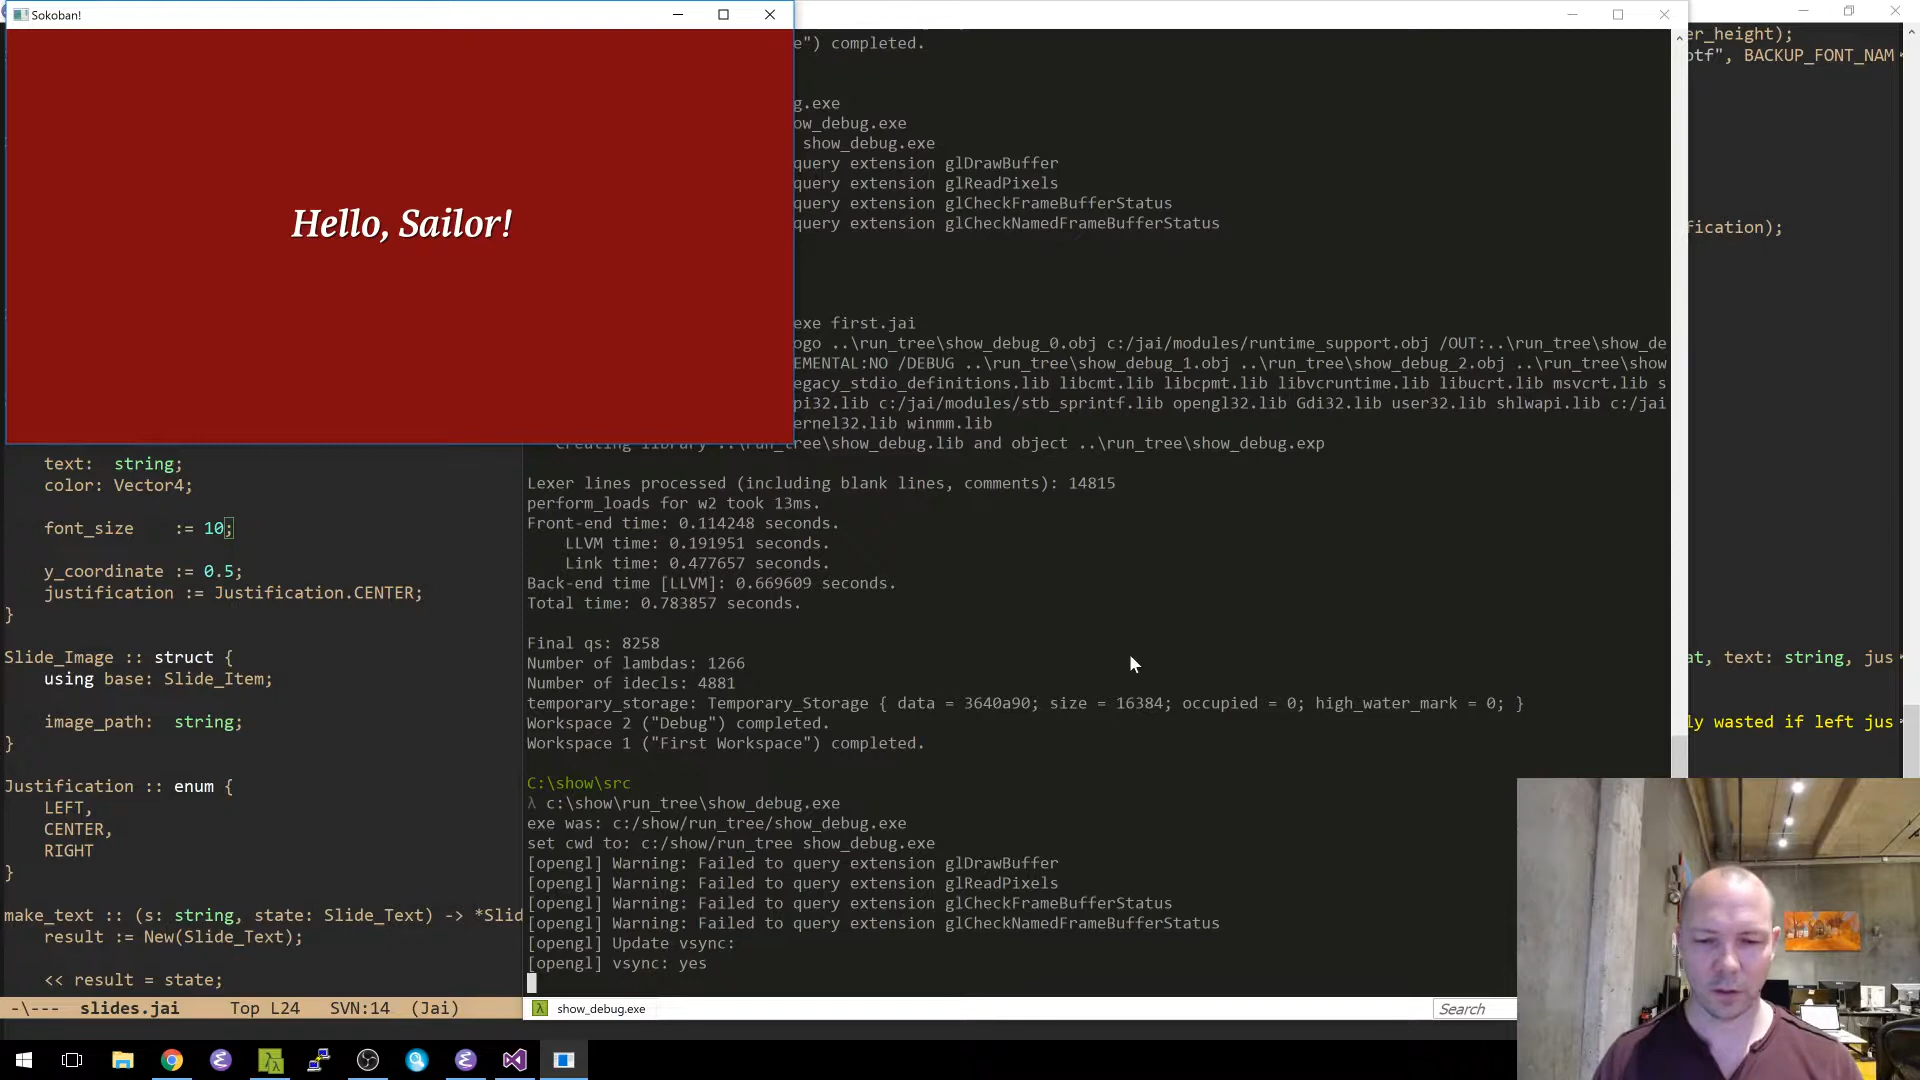 Sokoban!
Hello, Sailor!
er_height);
otf", BACKUP_FONT_NAM
fication);
at, text: string, jus
ly wasted if left jus
e") completed.
g.exe
ow_debug.exe
show_debug.exe
query extension glDrawBuffer
query extension glReadPixels
query extension glCheckFrameBufferStatus
query extension glCheckNamedFrameBufferStatus
exe first.jai
ogo ..\run_tree\show_debug_0.obj c:/jai/modules/runtime_support.obj /OUT:..\run_tree\show_de
EMENTAL:NO /DEBUG ..\run_tree\show_debug_1.obj ..\run_tree\show_debug_2.obj ..\run_tree\show
egacy_stdio_definitions.lib libcmt.lib libcpmt.lib libvcruntime.lib libucrt.lib msvcrt.lib s
pi32.lib c:/jai/modules/stb_sprintf.lib opengl32.lib Gdi32.lib user32.lib shlwapi.lib c:/jai
ernel32.lib winmm.lib
Creating library ..\run_tree\show_debug.lib and object ..\run_tree\show_debug.exp
Lexer lines processed (including blank lines, comments): 14815
perform_loads for w2 took 13ms.
Front-end time: 0.114248 seconds.
LLVM time: 0.191951 seconds.
Link time: 0.477657 seconds.
Back-end time [LLVM]: 0.669609 seconds.
Total time: 0.783857 seconds.
Final qs: 8258
Number of lambdas: 1266
Number of idecls: 4881
temporary_storage: Temporary_Storage { data = 3640a90; size = 16384; occupied = 0; high_water_mark = 0; }
Workspace 2 ("Debug") completed.
Workspace 1 ("First Workspace") completed.
C:\show\src
λ c:\show\run_tree\show_debug.exe
exe was: c:/show/run_tree/show_debug.exe
set cwd to: c:/show/run_tree show_debug.exe
[opengl] Warning: Failed to query extension glDrawBuffer
[opengl] Warning: Failed to query extension glReadPixels
[opengl] Warning: Failed to query extension glCheckFrameBufferStatus
[opengl] Warning: Failed to query extension glCheckNamedFrameBufferStatus
[opengl] Update vsync:
[opengl] vsync: yes
show_debug.exe
Search
text: string;
color: Vector4;
font_size := 10;
y_coordinate := 0.5;
justification := Justification.CENTER;
}
Slide_Image :: struct {
using base: Slide_Item;
image_path: string;
}
Justification :: enum {
LEFT,
CENTER,
RIGHT
}
make_text :: (s: string, state: Slide_Text) -> *Slid
result := New(Slide_Text);
<< result = state;
-\--- slides.jai Top L24 SVN:14 (Jai)